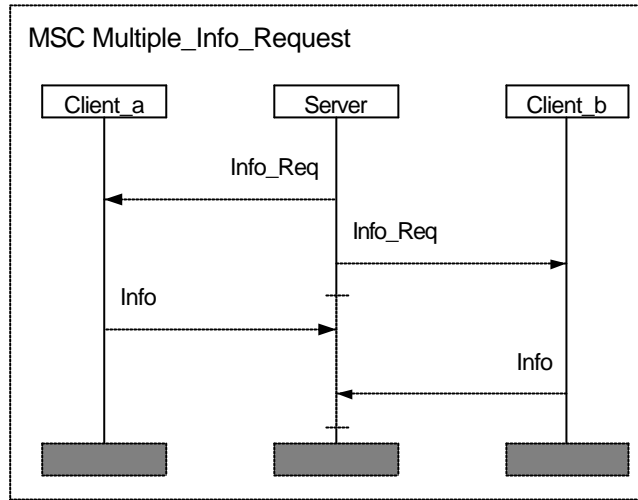 MSC Multiple_Info_Request
Client_a
Server
Client_b
Info_Req
Info_Req
Info
Info